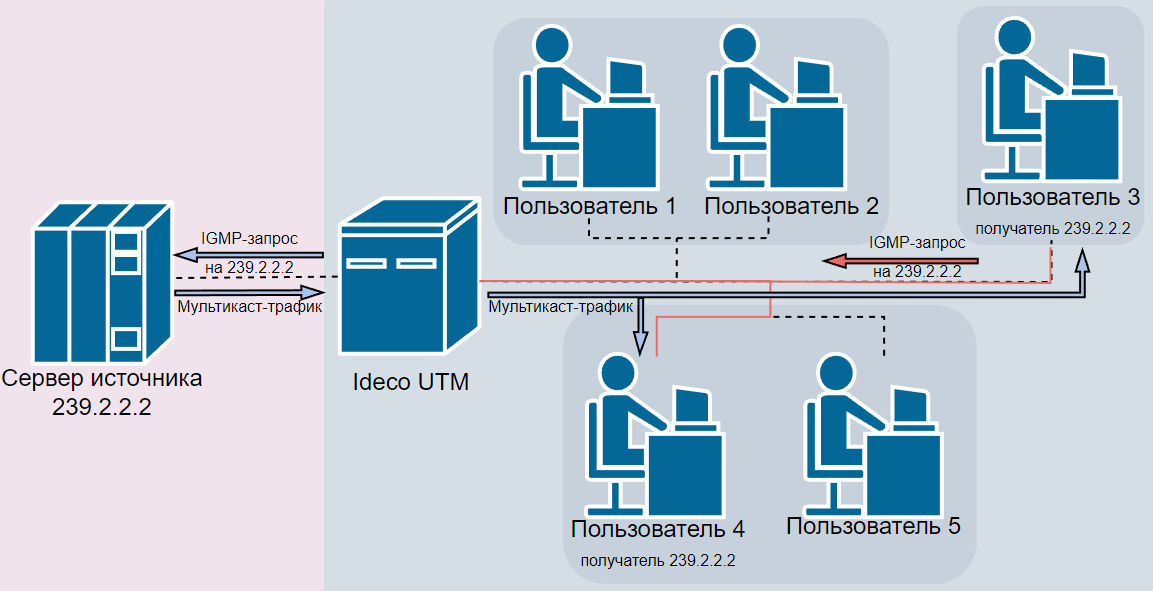 Пользователь 1
Пользователь 2
Пользователь 3
получатель 239.2.2.2
IGMP-запрос
на 239.2.2.2
Мультикаст-трафик
IGMP-запрос
на 239.2.2.2
Мультикаст-трафик
Сервер источника
239.2.2.2
Ideco UTM
Пользователь 4
получатель 239.2.2.2
Пользователь 5